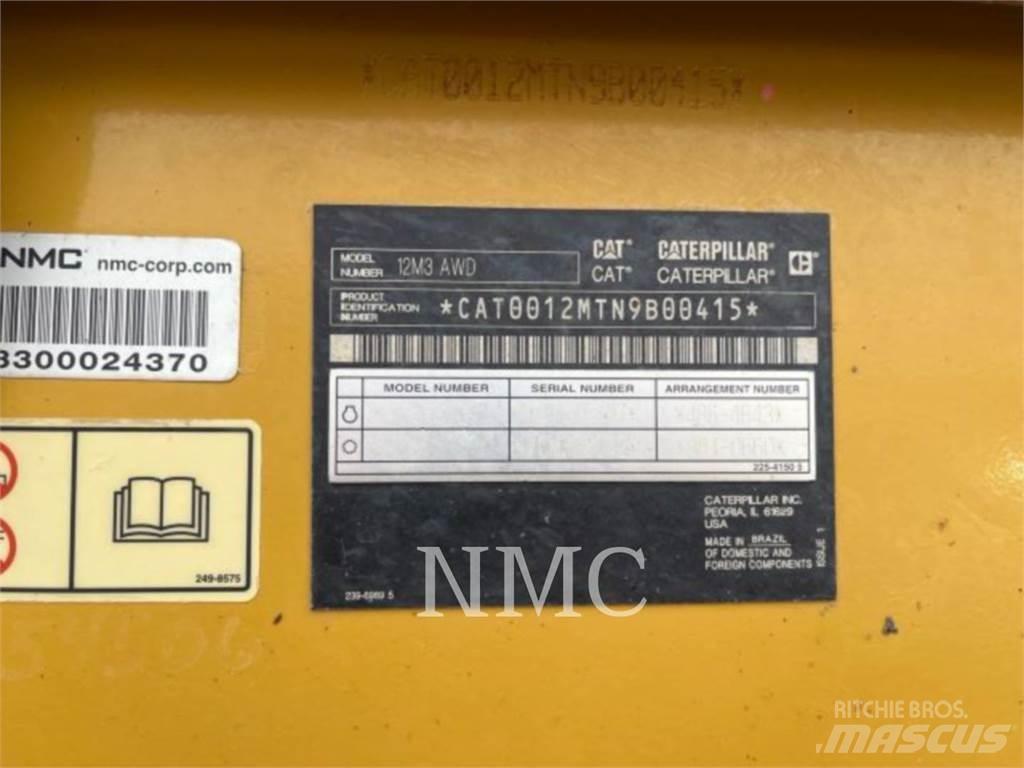 *CAT0012MTN9B00415*
NMC nmc-corp.com
3300024370
MODEL NUMBER 12M3 AWD
CAT® CATERPILLAR®
CAT® CATERPILLAR®
PRODUCT IDENTIFICATION NUMBER *CAT0012MTN9B00415*
MODEL NUMBER SERIAL NUMBER ARRANGEMENT NUMBER
225-4150 3
CATERPILLAR INC.
PEORIA, IL 61629
USA
MADE IN BRAZIL
OF DOMESTIC AND
FOREIGN COMPONENTS
ISSUE 1
239-6969 5
249-8575
NMC
RITCHIE BROS.
MASCUS